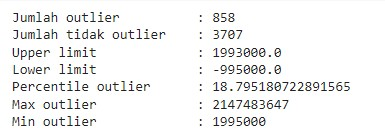 Jumlah outlier : 858
Jumlah tidak outlier : 3707
Upper limit : 1993000.0
Lower limit : -995000.0
Percentile outlier : 18.795180722891565
Max outlier : 2147483647
Min outlier : 1995000